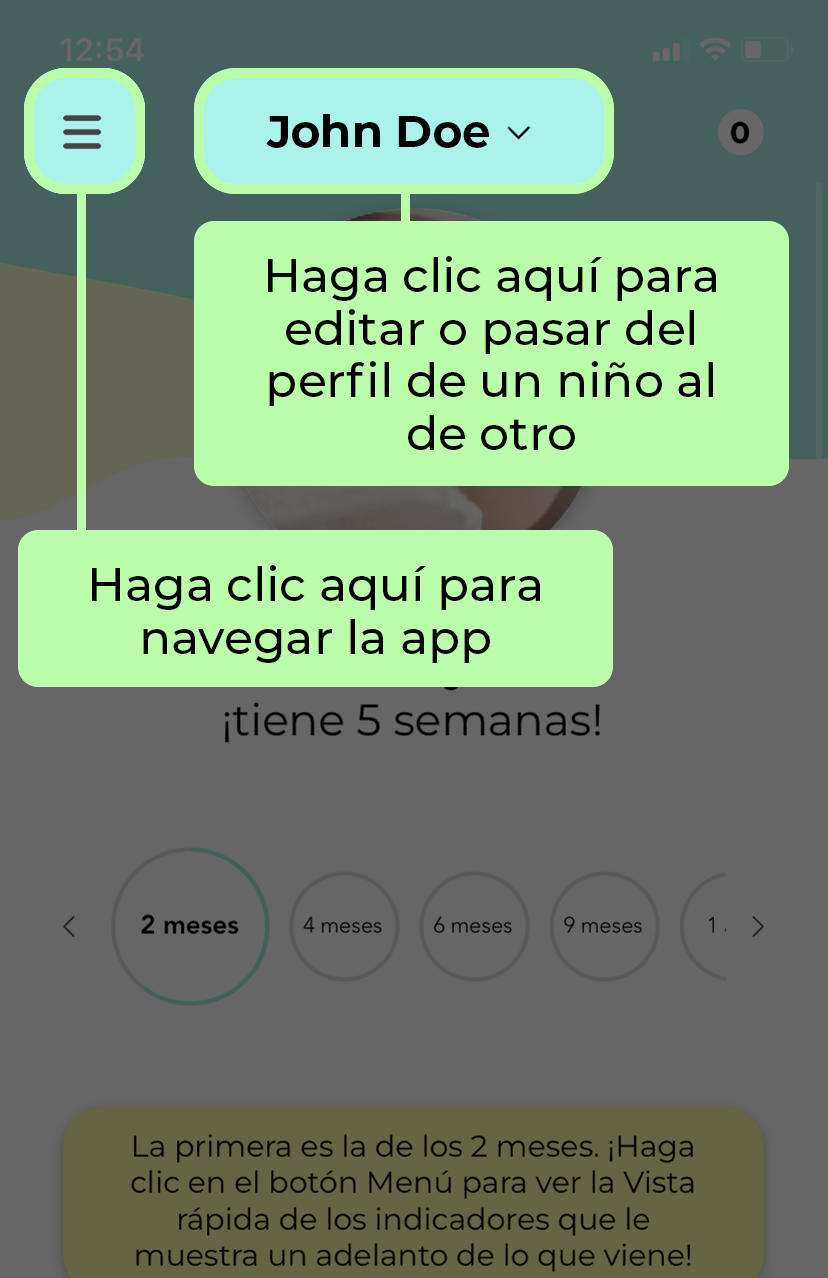 12:54
John Doe
0
Haga clic aquí para
editar o pasar del
perfil de un niño al
de otro
Haga clic aquí para
navegar la app
¡tiene 5 semanas!
2 meses
4 meses
6 meses
9 meses
1
La primera es la de los 2 meses. ¡Haga
clic en el botón Menú para ver la Vista
rápida de los indicadores que le
muestra un adelanto de lo que viene!